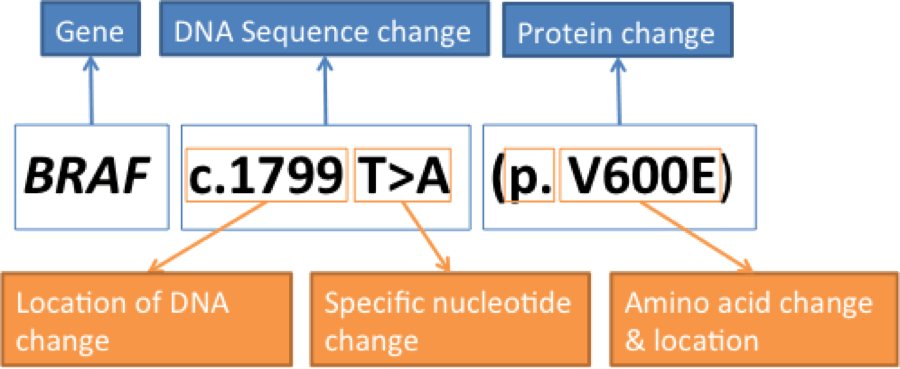 Gene
DNA Sequence change
Protein change
BRAF
c.1799 T>A
(p. V600E)
Location of DNA
change
Specific nucleotide
change
Amino acid change
& location